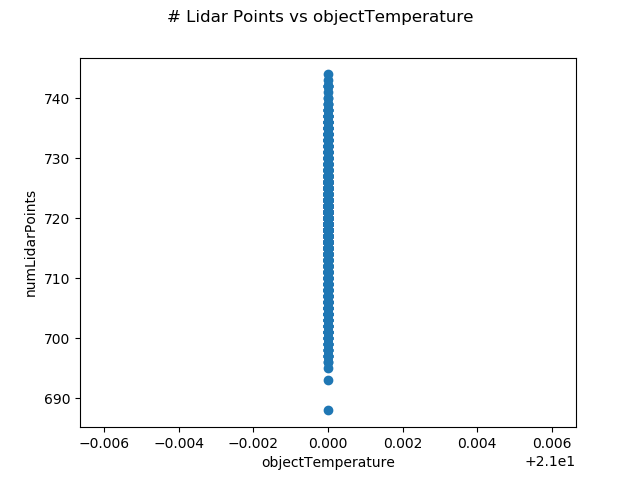 # Lidar Points vs objectTemperature
740
730
720
710
700
690
numLidarPoints
−0.006 −0.004 −0.002 0.000 0.002 0.004 0.006
objectTemperature
+2.1e1